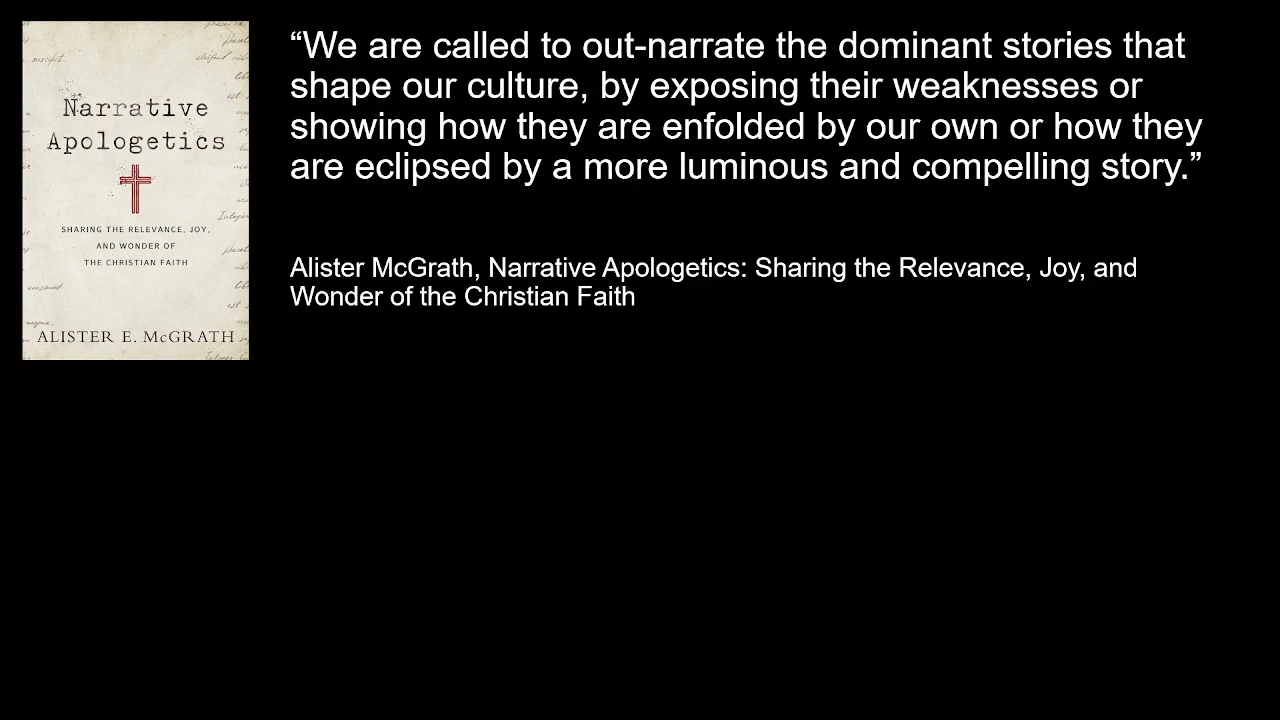 Narrative
Apologetics
SHARING THE RELEVANCE, JOY,
AND WONDER OF
THE CHRISTIAN FAITH
ALISTER E. McGRATH
“We are called to out-narrate the dominant stories that
shape our culture, by exposing their weaknesses or
showing how they are enfolded by our own or how they
are eclipsed by a more luminous and compelling story.”
Alister McGrath, Narrative Apologetics: Sharing the Relevance, Joy, and
Wonder of the Christian Faith